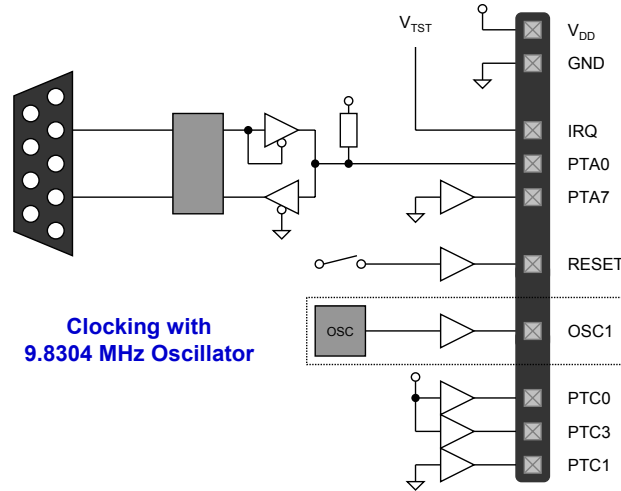 V_TST
V_DD
GND
IRQ
PTA0
PTA7
RESET
OSC
OSC1
Clocking with
9.8304 MHz Oscillator
PTC0
PTC3
PTC1